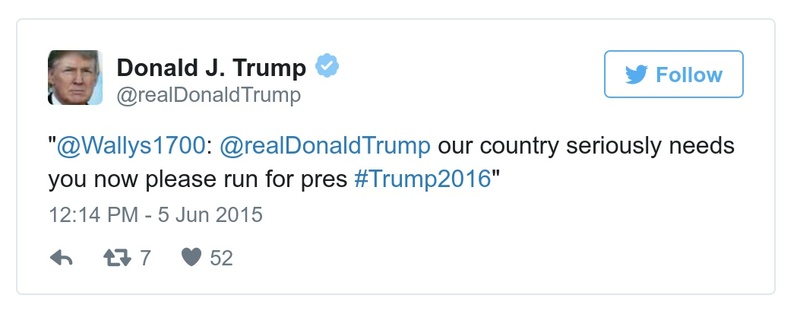 Donald J. Trump
Follow
@realDonaldTrump
"@Wallys1700: @realDonaldTrump our country seriously needs
you now please run for pres #Trump2016"
12:14 PM - 5 Jun 2015
7 52